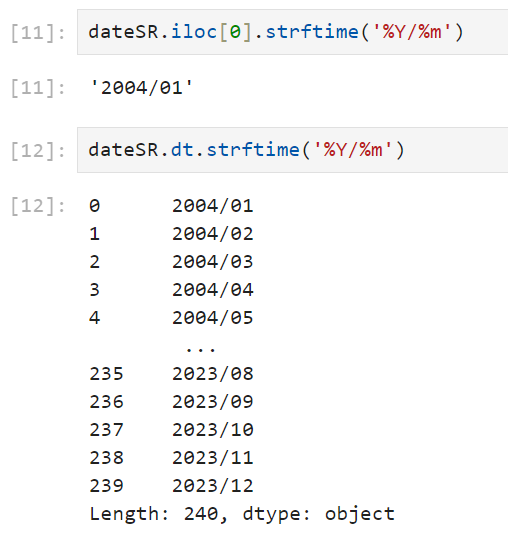 [11]: dateSR.iloc[0].strftime('%Y/%m')
[11]: '2004/01'
[12]: dateSR.dt.strftime('%Y/%m')
[12]: 0 2004/01
1 2004/02
2 2004/03
3 2004/04
4 2004/05
...
235 2023/08
236 2023/09
237 2023/10
238 2023/11
239 2023/12
Length: 240, dtype: object